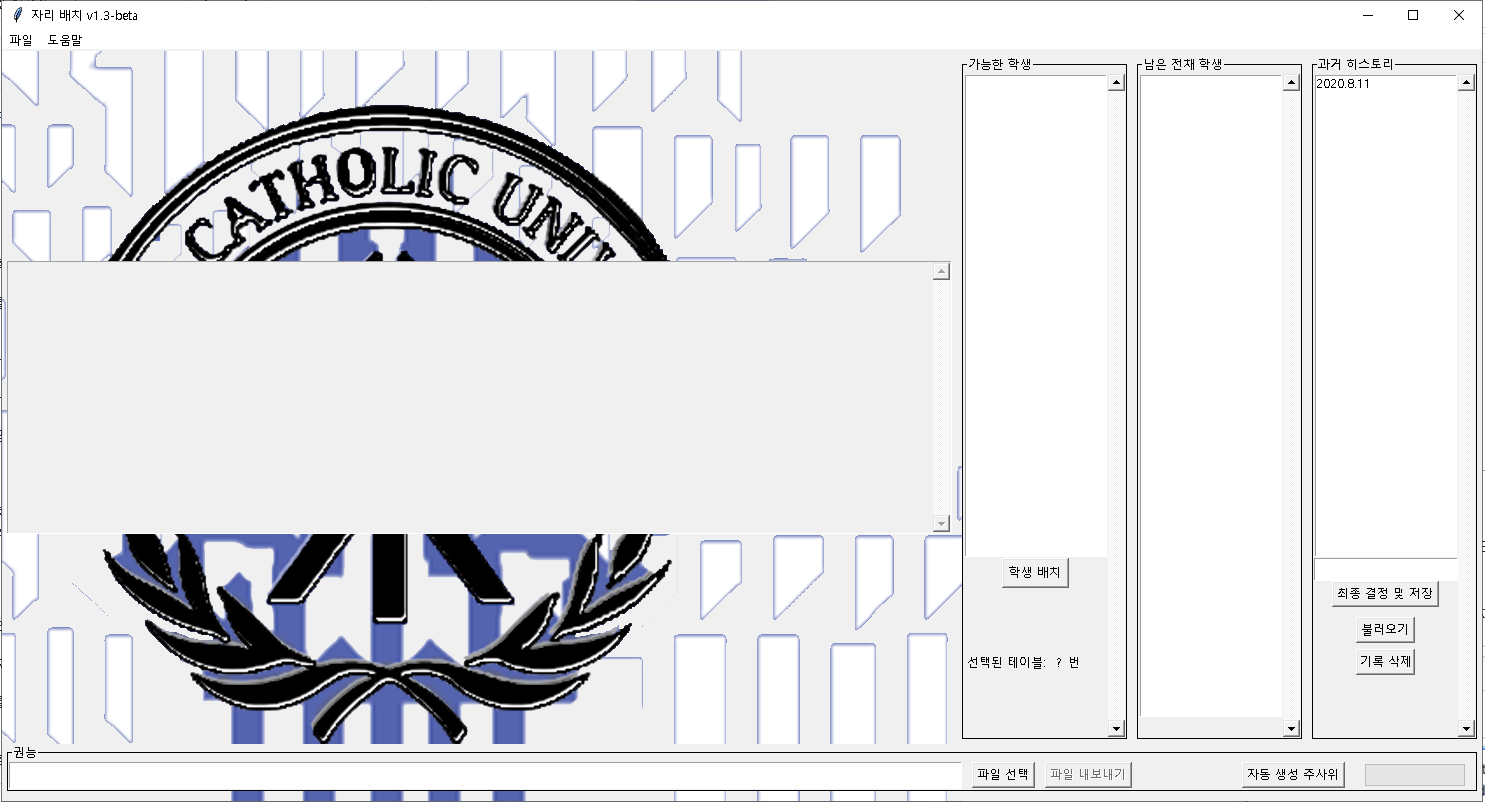 자리 배치 v1.3-beta
파일 도움말
CATHOLIC UNIV
가능한 학생
남은 전채 학생
과거 히스토리
2020.8.11
학생 배치
선택된 테이블: ? 번
최종 결정 및 저장
불러오기
기록 삭제
권능
파일 선택
파일 내보내기
자동 생성 주사위